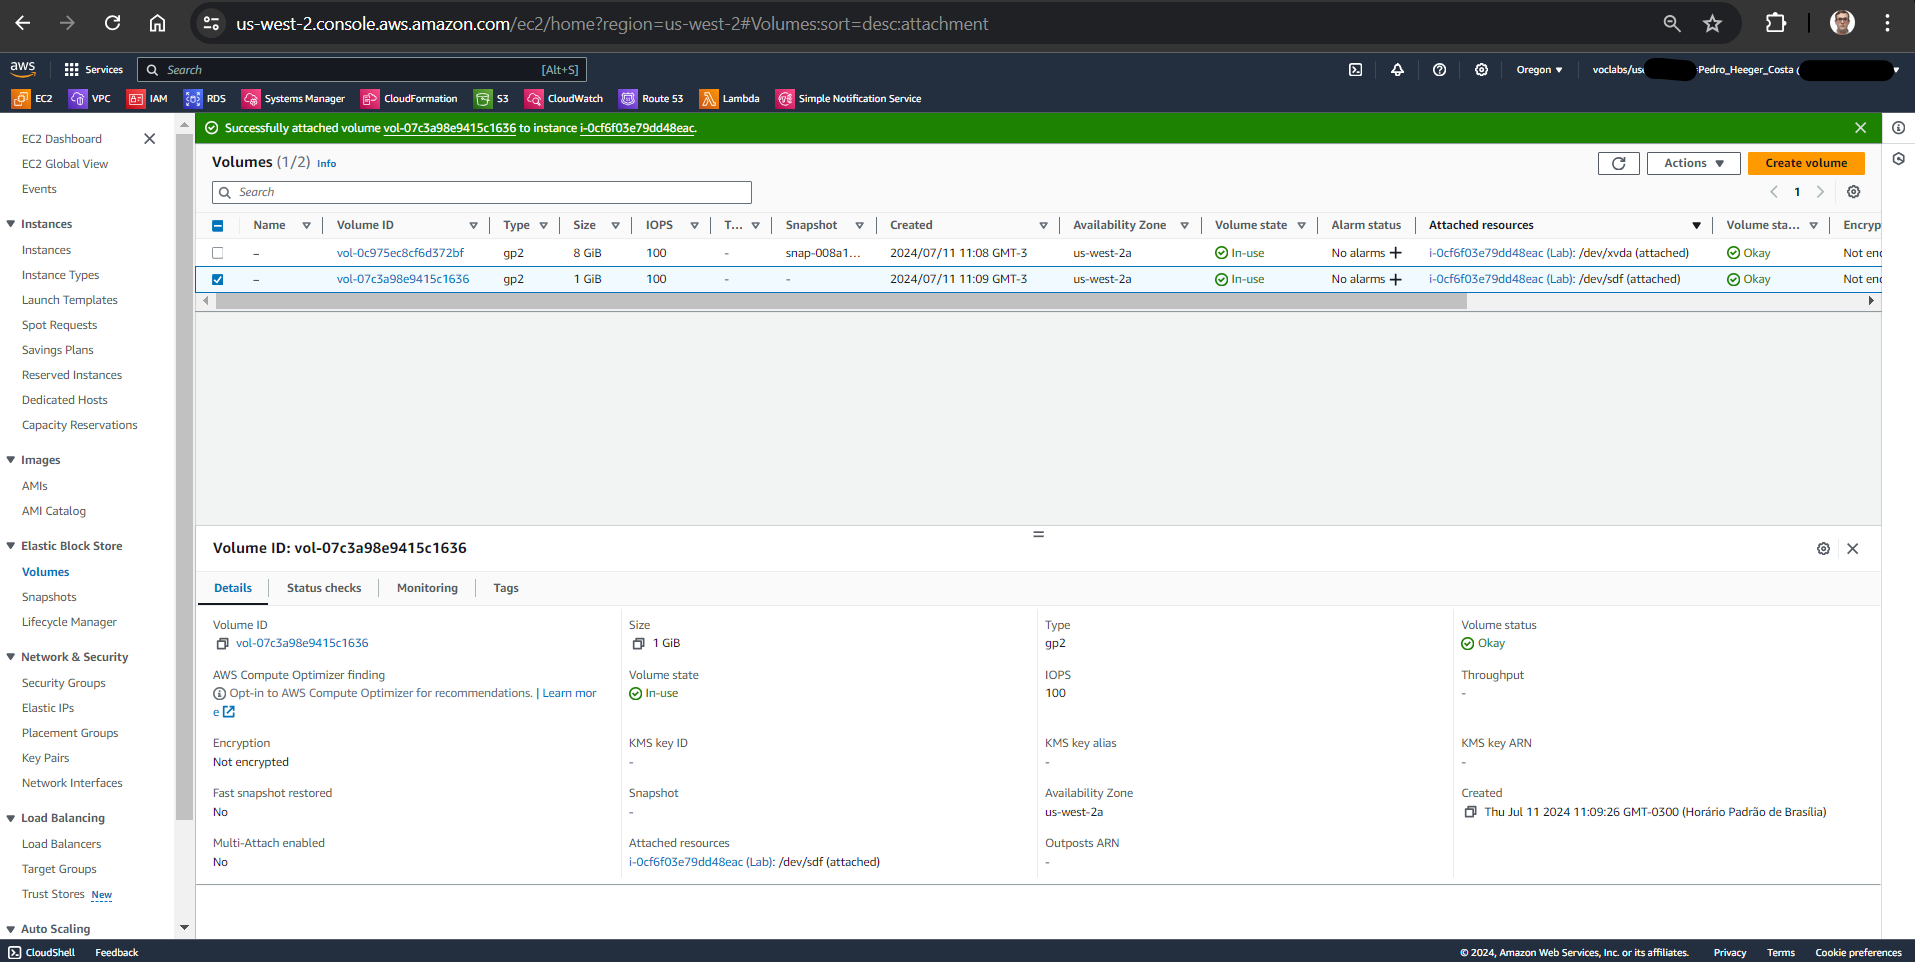 us-west-2.console.aws.amazon.com/ec2/home?region=us-west-2#Volumes:sort=desc:attachment
aws Services Search [Alt+S] Oregon voclabs/use Pedro_Heeger_Costa (
EC2 VPC IAM RDS Systems Manager CloudFormation S3 CloudWatch Route 53 Lambda Simple Notification Service
EC2 Dashboard
EC2 Global View
Events
Instances
Instances
Instance Types
Launch Templates
Spot Requests
Savings Plans
Reserved Instances
Dedicated Hosts
Capacity Reservations
Images
AMIs
AMI Catalog
Elastic Block Store
Volumes
Snapshots
Lifecycle Manager
Network & Security
Security Groups
Elastic IPs
Placement Groups
Key Pairs
Network Interfaces
Load Balancing
Load Balancers
Target Groups
Trust Stores New
Auto Scaling
Successfully attached volume vol-07c3a98e9415c1636 to instance i-0cf6f03e79dd48eac.
Volumes (1/2) Info
Actions Create volume
Search
1
Name Volume ID Type Size IOPS T... Snapshot Created Availability Zone Volume state Alarm status Attached resources Volume sta... Encryp
– vol-0c975ec8cf6d372bf gp2 8 GiB 100 - snap-008a1... 2024/07/11 11:08 GMT-3 us-west-2a In-use No alarms i-0cf6f03e79dd48eac (Lab): /dev/xvda (attached) Okay Not enc
– vol-07c3a98e9415c1636 gp2 1 GiB 100 - - 2024/07/11 11:09 GMT-3 us-west-2a In-use No alarms i-0cf6f03e79dd48eac (Lab): /dev/sdf (attached) Okay Not enc
Volume ID: vol-07c3a98e9415c1636
Details Status checks Monitoring Tags
Volume ID Size Type Volume status
vol-07c3a98e9415c1636 1 GiB gp2 Okay
AWS Compute Optimizer finding Volume state IOPS Throughput
Opt-in to AWS Compute Optimizer for recommendations. | Learn mor In-use 100 -
e
Encryption KMS key ID KMS key alias KMS key ARN
Not encrypted - - -
Fast snapshot restored Snapshot Availability Zone Created
No - us-west-2a Thu Jul 11 2024 11:09:26 GMT-0300 (Horário Padrão de Brasília)
Multi-Attach enabled Attached resources Outposts ARN
No i-0cf6f03e79dd48eac (Lab): /dev/sdf (attached) -
CloudShell Feedback © 2024, Amazon Web Services, Inc. or its affiliates. Privacy Terms Cookie preferences